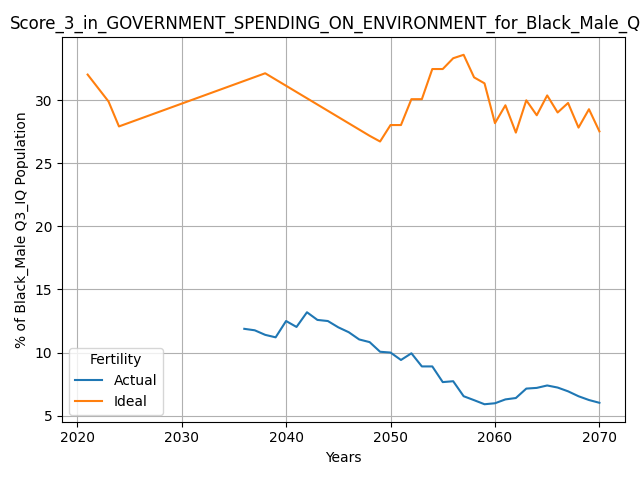 Score_3_in_GOVERNMENT_SPENDING_ON_ENVIRONMENT_for_Black_Male_Q
% of Black_Male Q3_IQ Population
30
25
20
15
10
5
Fertility
Actual
Ideal
2020 2030 2040 2050 2060 2070
Years